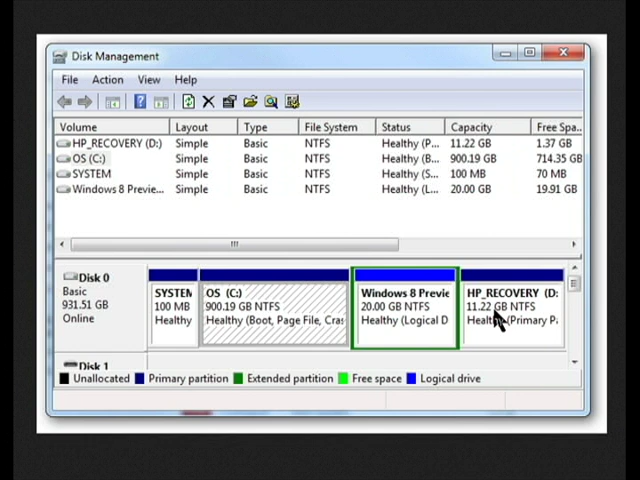 Disk Management
File Action View Help
Volume Layout Type File System Status Capacity Free Spa...
HP_RECOVERY (D:) Simple Basic NTFS Healthy (P... 11.22 GB 1.37 GB
OS (C:) Simple Basic NTFS Healthy (B... 900.19 GB 714.35 GB
SYSTEM Simple Basic NTFS Healthy (S... 100 MB 70 MB
Windows 8 Previe... Simple Basic NTFS Healthy (L... 20.00 GB 19.91 GB
Disk 0
Basic
931.51 GB
Online
SYSTEM
100 MB
Healthy
OS (C:)
900.19 GB NTFS
Healthy (Boot, Page File, Cras
Windows 8 Previe
20.00 GB NTFS
Healthy (Logical D
HP_RECOVERY (D:
11.22 GB NTFS
Healthy (Primary Pa
Disk 1
Unallocated Primary partition Extended partition Free space Logical drive